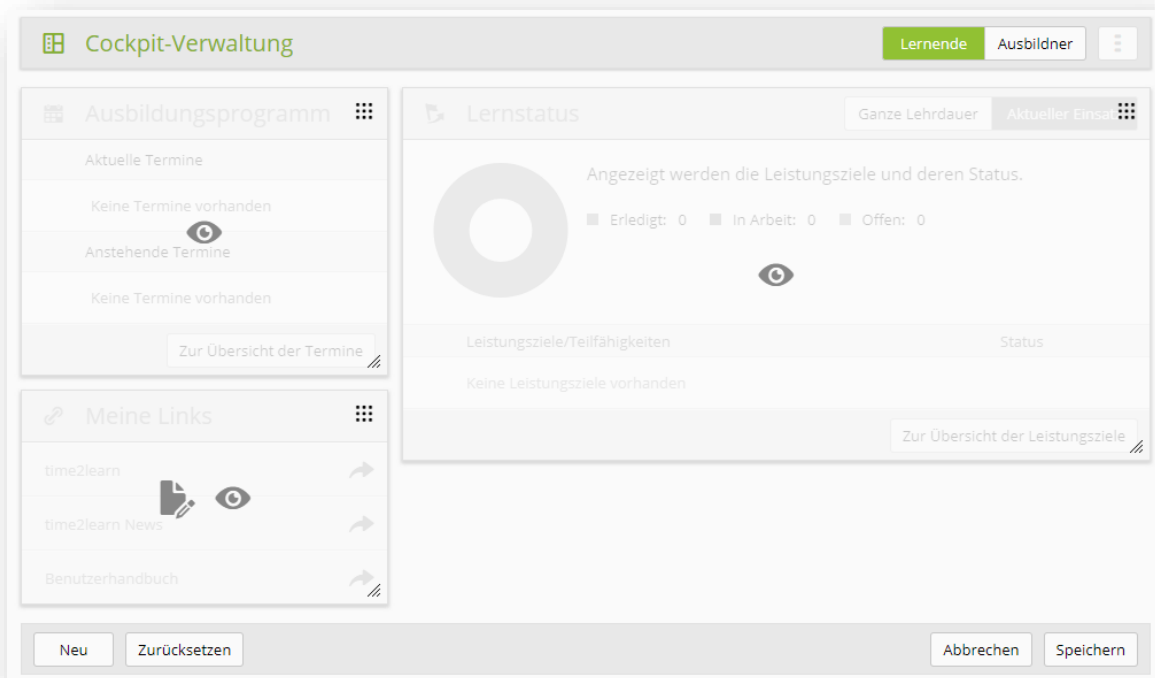 Cockpit-Verwaltung
Lernende Ausbildner
Ausbildungsprogramm
Aktuelle Termine
Keine Termine vorhanden
Anstehende Termine
Keine Termine vorhanden
Zur Übersicht der Termine
Lernstatus
Ganze Lehrdauer Aktueller Einsatz
Angezeigt werden die Leistungsziele und deren Status.
Erledigt: 0 In Arbeit: 0 Offen: 0
Leistungsziele/Teilfähigkeiten Status
Keine Leistungsziele vorhanden
Zur Übersicht der Leistungsziele
Meine Links
time2learn
time2learn News
Benutzerhandbuch
Neu Zurücksetzen Abbrechen Speichern